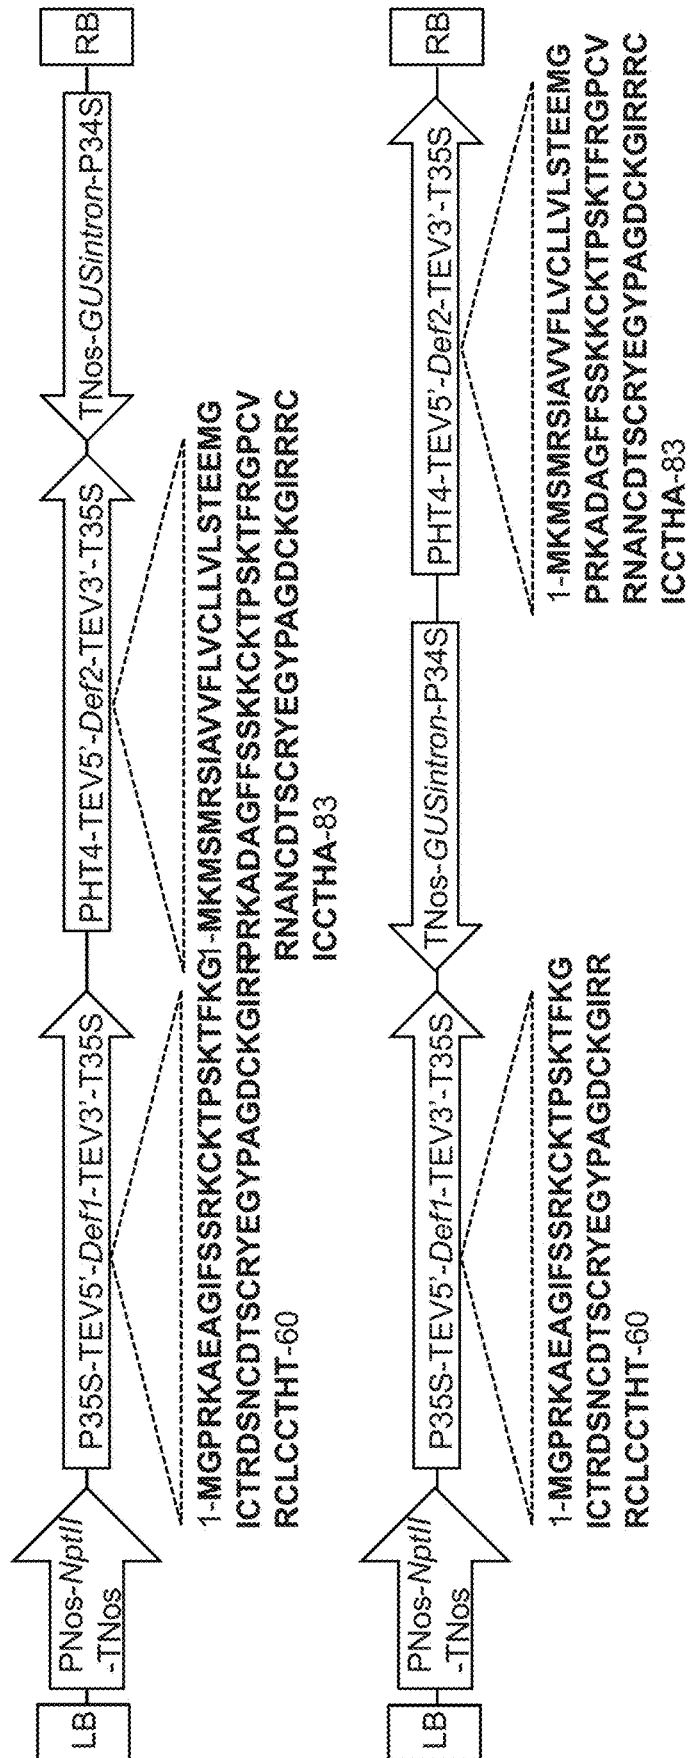 LB
PNos-NptII
-TNos
P35S-TEV5'-Def1-TEV3'-T35S
PHT4-TEV5'-Def2-TEV3'-T35S
TNos-GUSintron-P34S
RB
1-MGPRKAEAGIFSSRKCKTPSKTFKG
ICTRDSNCDTSCRYEGYPAGDCKGIRR
RCLCCTHT-60
1-MKMSMRSIAVVFLVCLLVLSTEEMG
PRKADAGFFSSKKCKTPSKTFRGPCV
RNANCDTSCRYEGYPAGDCKGIRRRC
ICCTHA-83
LB
PNos-NptII
-TNos
P35S-TEV5'-Def1-TEV3'-T35S
TNos-GUSintron-P34S
PHT4-TEV5'-Def2-TEV3'-T35S
RB
1-MGPRKAEAGIFSSRKCKTPSKTFKG
ICTRDSNCDTSCRYEGYPAGDCKGIRR
RCLCCTHT-60
1-MKMSMRSIAVVFLVCLLVLSTEEMG
PRKADAGFFSSKKCKTPSKTFRGPCV
RNANCDTSCRYEGYPAGDCKGIRRRC
ICCTHA-83